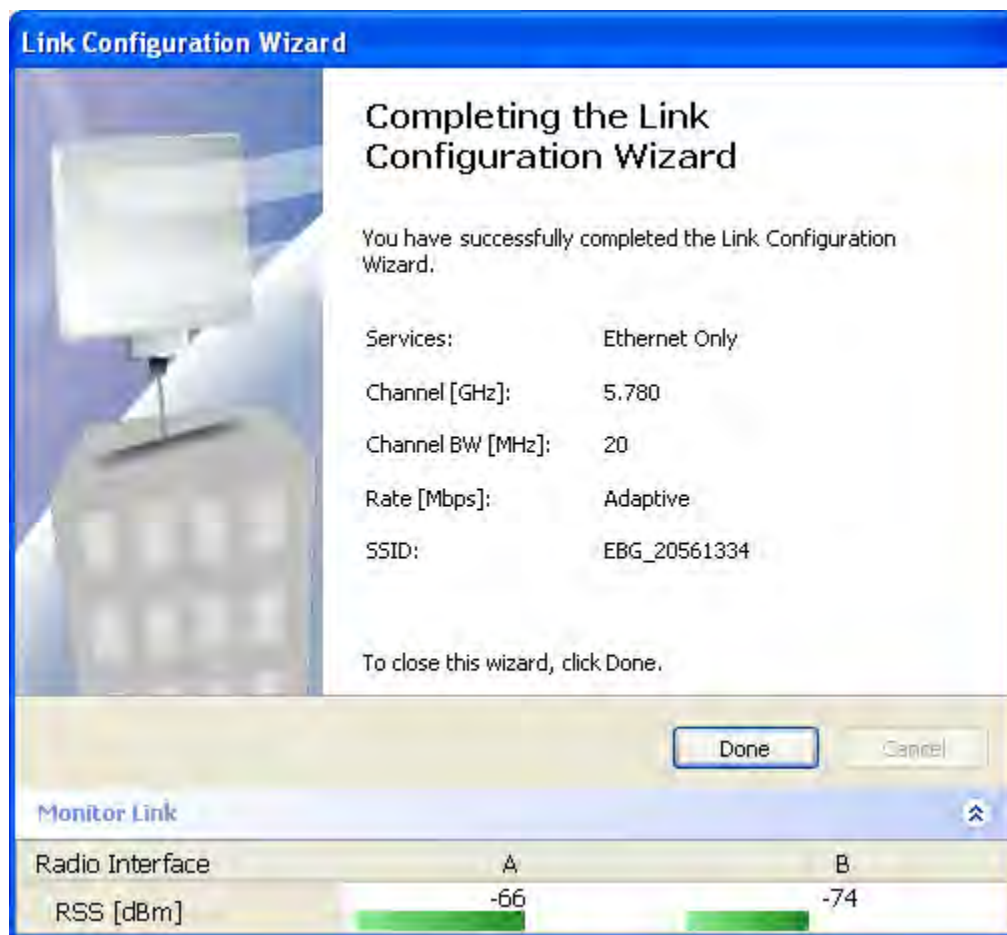 Link Configuration Wizard
Completing the Link
Configuration Wizard
You have successfully completed the Link Configuration
Wizard.
Services: Ethernet Only
Channel [GHz]: 5.780
Channel BW [MHz]: 20
Rate [Mbps]: Adaptive
SSID: EBG_20561334
To close this wizard, click Done.
Done Cancel
Monitor Link
Radio Interface A B
RSS [dBm] -66 -74